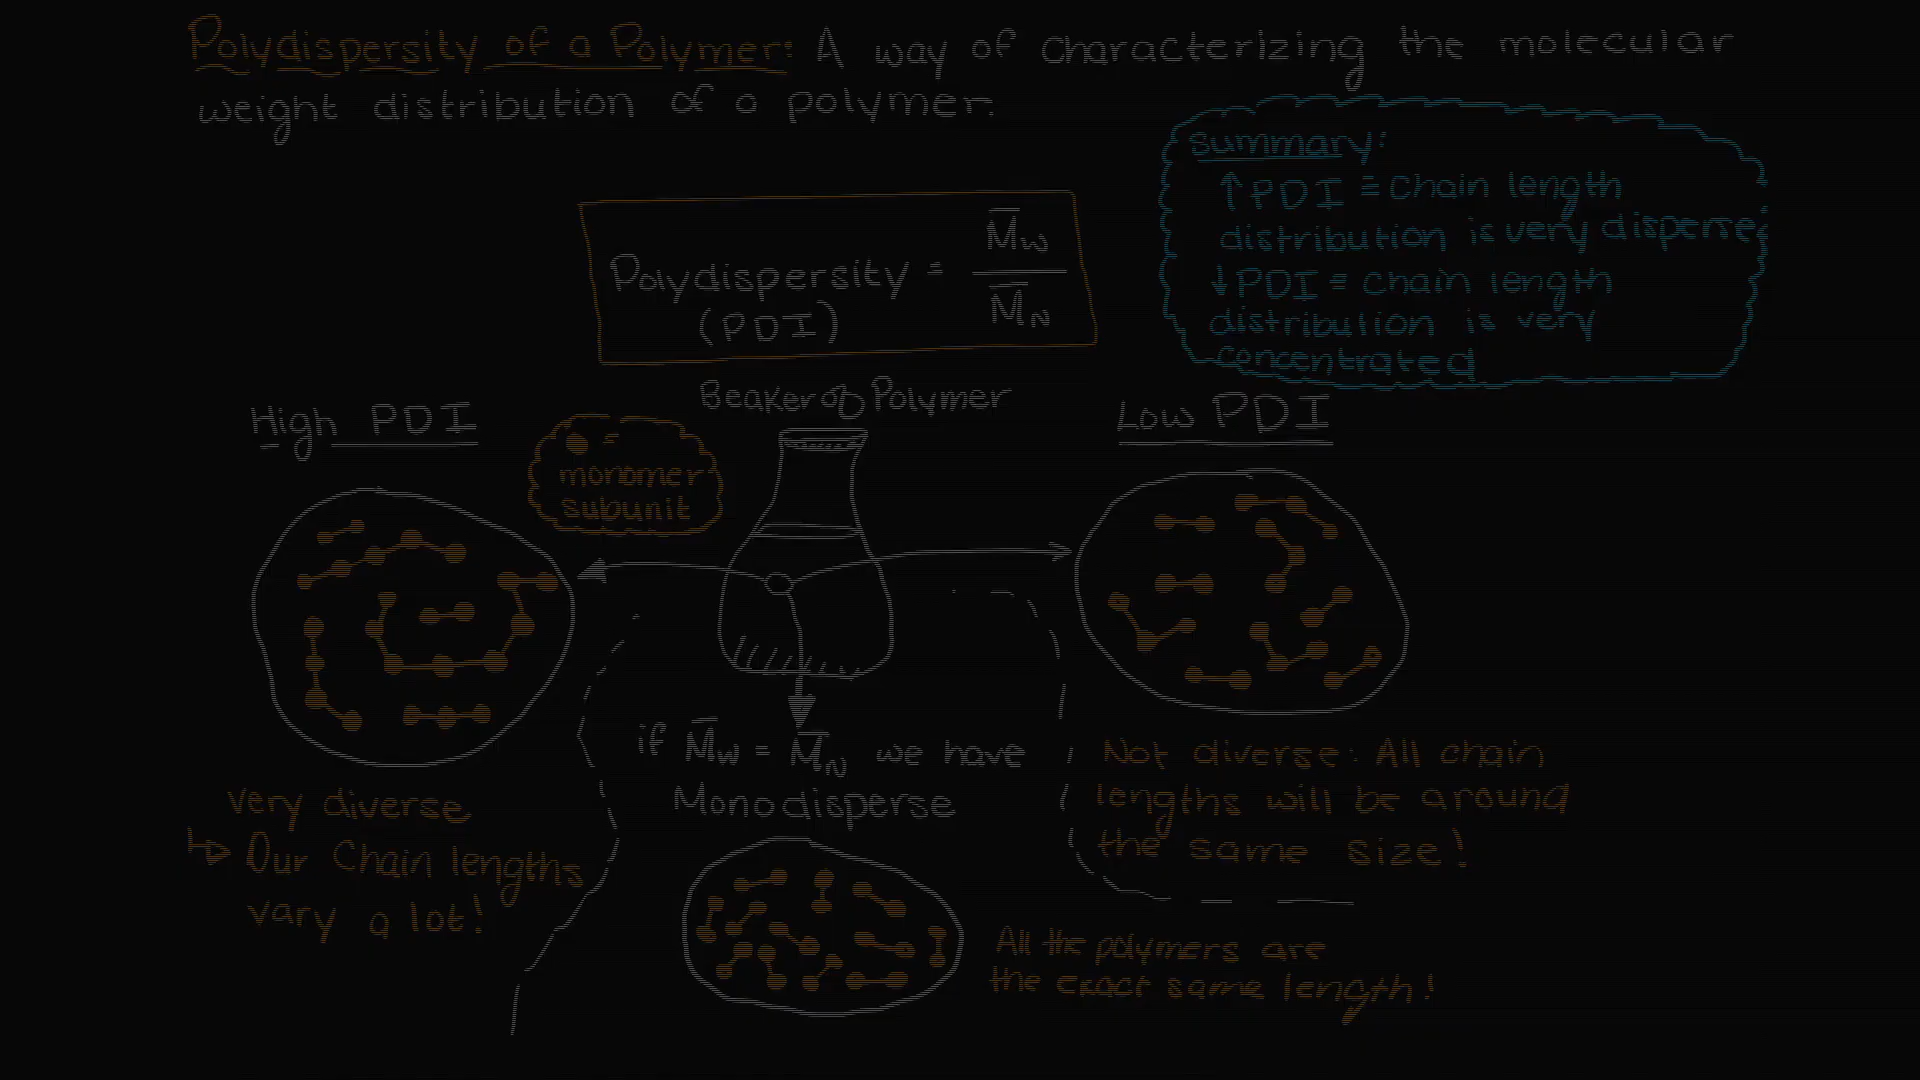 Polydispersity of a Polymer: A way of characterizing the molecular
weight distribution of a polymer.
Summary:
↑PDI = Chain length
distribution is very disperse
↓PDI = Chain length
distribution is very
concentrated
Polydispersity = M̅w / M̅N
(PDI)
Beaker of Polymer
High PDI
Low PDI
=
monomer
subunit
if M̅w = M̅N we have
Monodisperse
Very diverse
↳ Our Chain lengths
vary a lot!
Not diverse: All chain
lengths will be around
the same size!
All the polymers are
the exact same length!